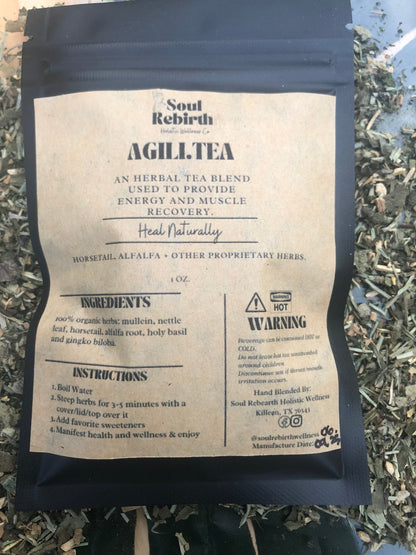 Soul
Rebirth
Holistic Wellness Co
AGILI.TEA
AN HERBAL TEA BLEND
USED TO PROVIDE
ENERGY AND MUSCLE
RECOVERY.
Heal Naturally
HORSETAIL, ALFALFA + OTHER PROPRIETARY HERBS.
1 OZ.
INGREDIENTS
100% organic herbs: mullein, nettle
leaf, horsetail, alfalfa root, holy basil
and gingko biloba.
INSTRUCTIONS
1. Boil Water
2. Steep herbs for 3-5 minutes with a
cover/lid/top over it
3. Add favorite sweeteners
4. Manifest health and wellness & enjoy
WARNING
HOT
WARNING
Beverage can be consumed HOT or
COLD.
Do not leave hot tea unattended
around children
Discontinue use if throat/mouth
irritation occurs.
Hand Blended By:
Soul Rebearth Holistic Wellness
Killeen, TX 76543
@soulrebirthwellness
Manufacture Date: